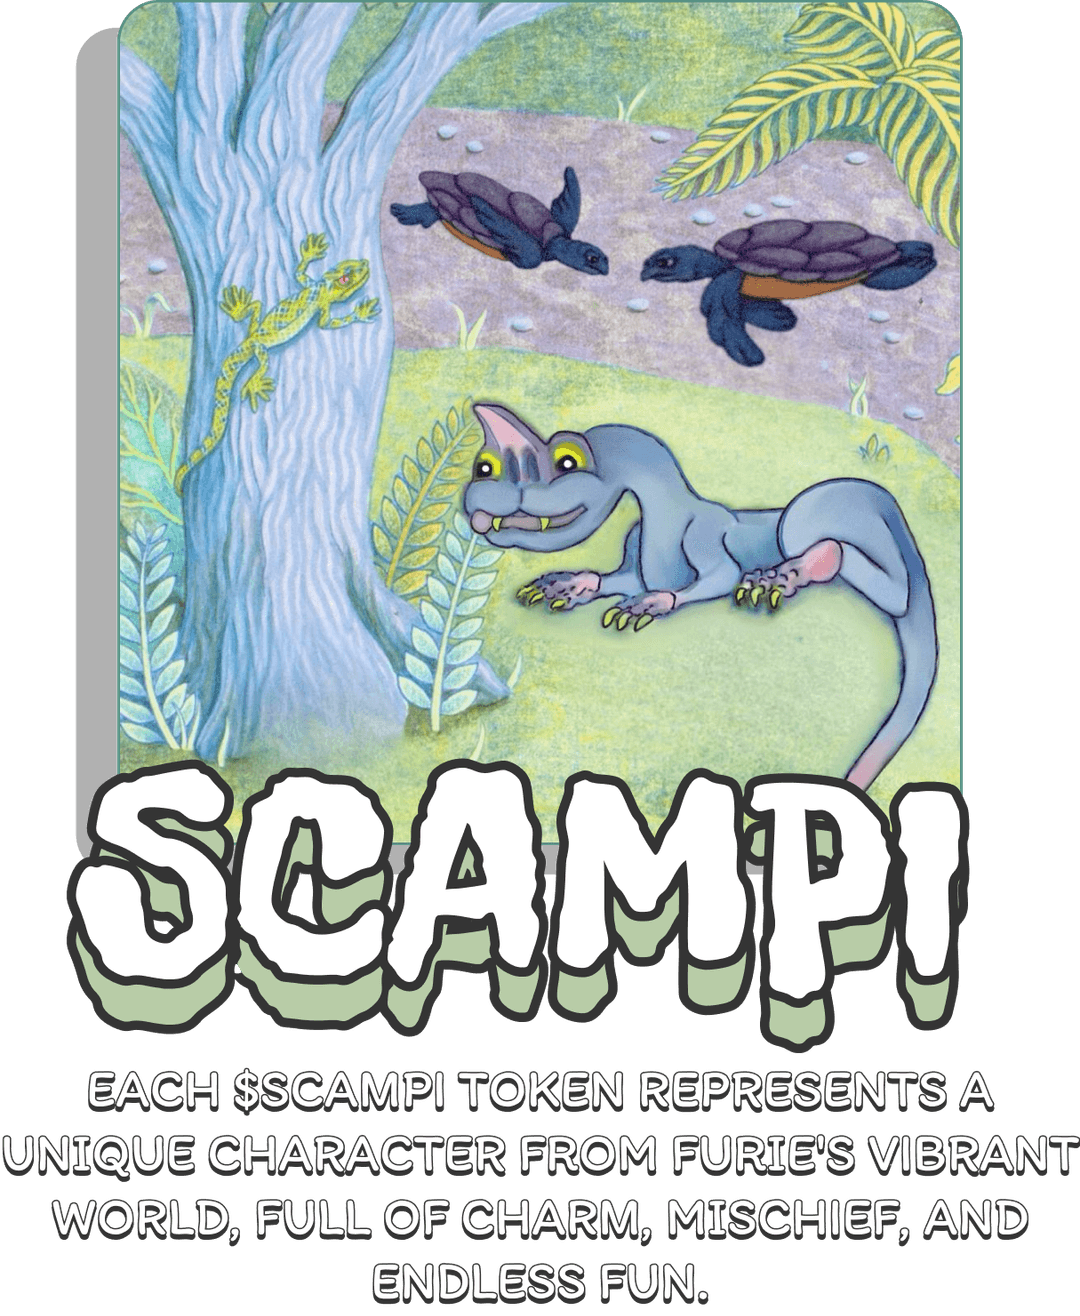 SCAMPI
EACH $SCAMPI TOKEN REPRESENTS A
UNIQUE CHARACTER FROM FURIE'S VIBRANT
WORLD, FULL OF CHARM, MISCHIEF, AND
ENDLESS FUN.